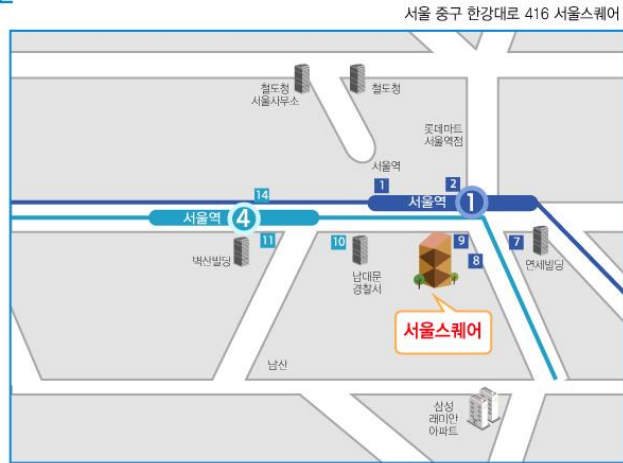 서울 중구 한강대로 416 서울스퀘어
철도청
서울사무소
철도청
롯데마트
서울역점
서울역
14
1
2
서울역 4
서울역 1
벽산빌딩
11
10
남대문
경찰서
9
8
7
연세빌딩
서울스퀘어
남산
삼성
래미안
아파트